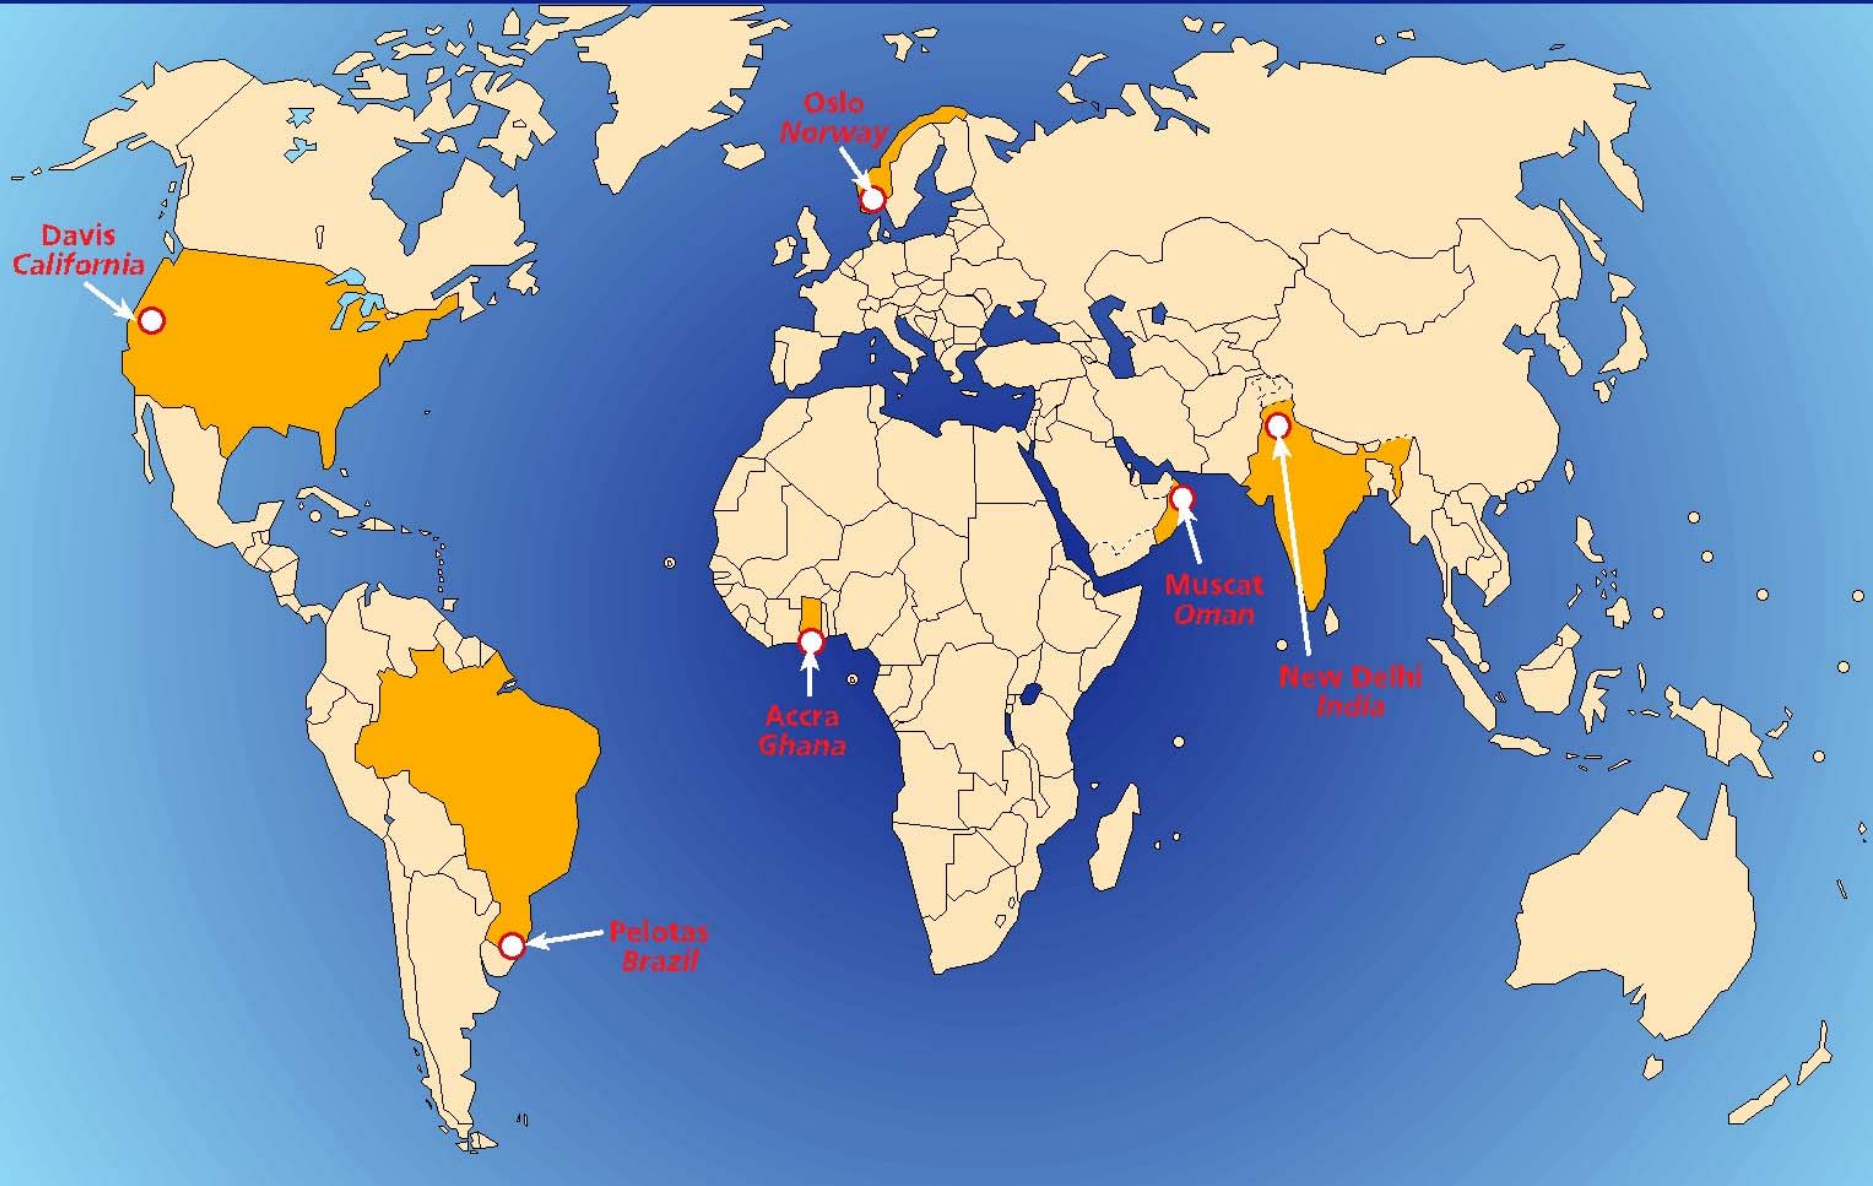 Oslo
Norway
Davis
California
Muscat
Oman
New Delhi
India
Accra
Ghana
Pelotas
Brazil